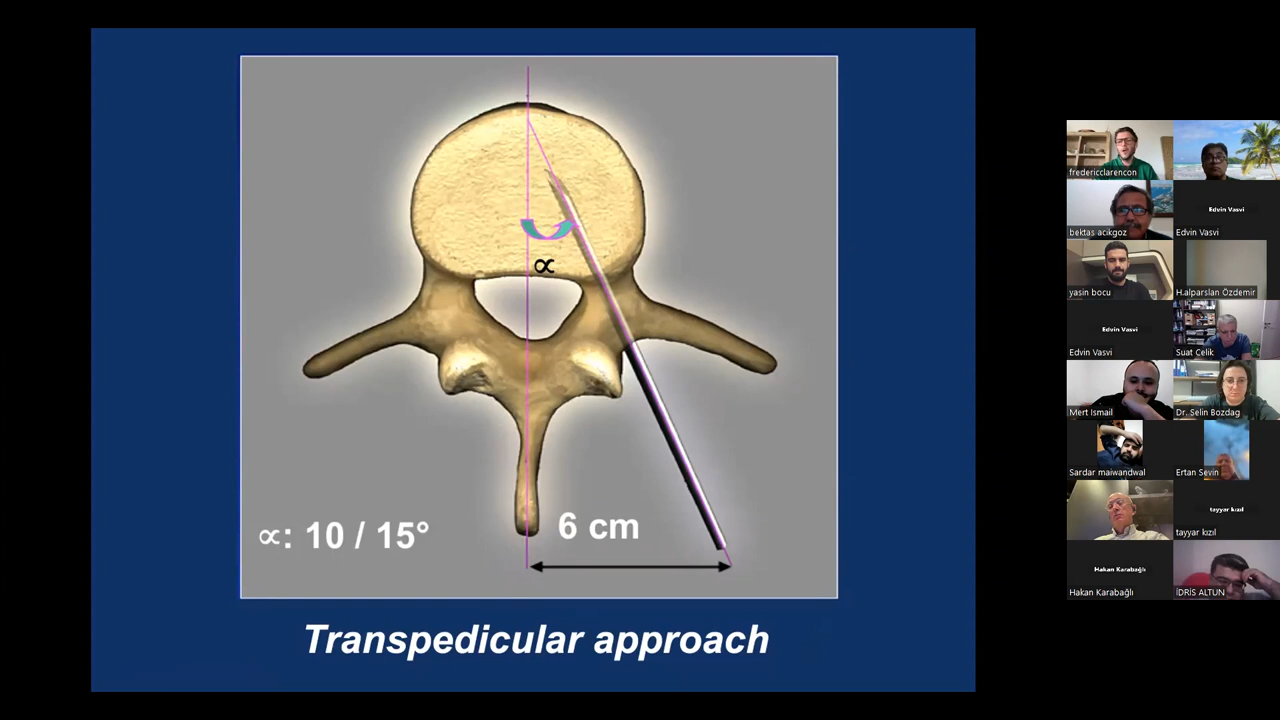 ∝
∝: 10 / 15°
6 cm
Transpedicular approach
fredericclarencon
bektas acikgoz
Edvin Vasvi
Edvin Vasvi
yasin bocu
H.alparslan Özdemir
Edvin Vasvi
Edvin Vasvi
Suat Çelik
Mert Ismail
Dr. Selin Bozdag
Sardar maiwandwal
Ertan Sevin
tayyar kızıl
tayyar kızıl
Hakan Karabağlı
Hakan Karabağlı
İDRİS ALTUN